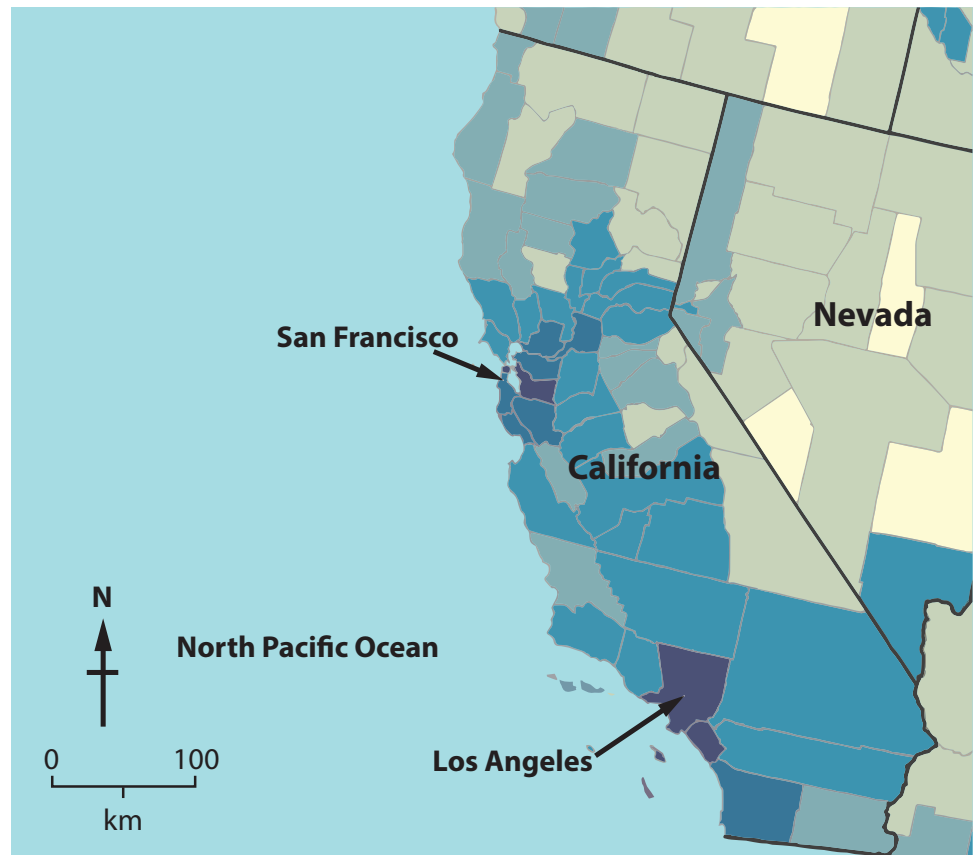 San Francisco
Nevada
California
N
North Pacific Ocean
0 100
km
Los Angeles